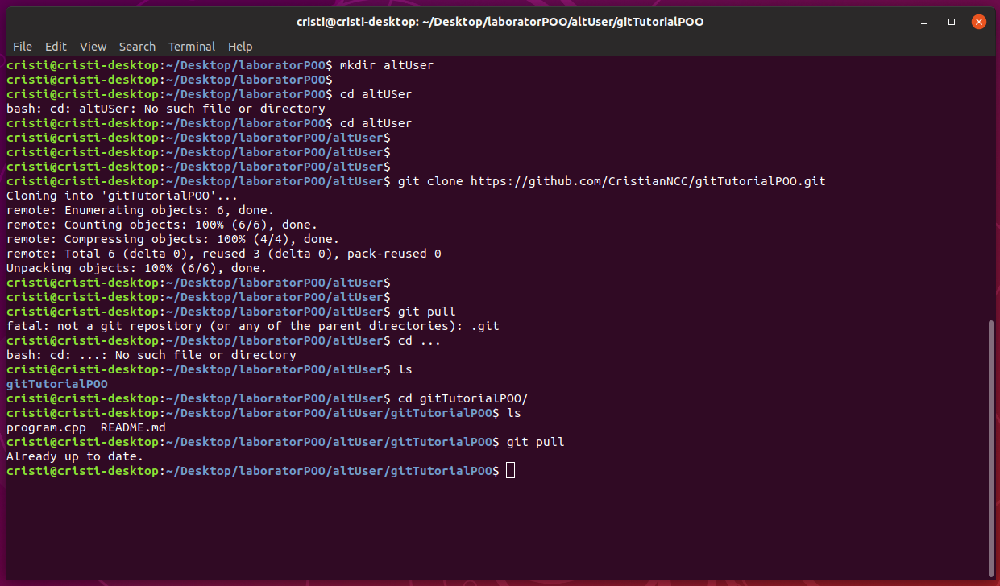 cristi@cristi-desktop: ~/Desktop/laboratorPOO/altUser/gitTutorialPOO
File Edit View Search Terminal Help
cristi@cristi-desktop:~/Desktop/laboratorPOO$ mkdir altUser
cristi@cristi-desktop:~/Desktop/laboratorPOO$
cristi@cristi-desktop:~/Desktop/laboratorPOO$ cd altUSer
bash: cd: altUSer: No such file or directory
cristi@cristi-desktop:~/Desktop/laboratorPOO$ cd altUser
cristi@cristi-desktop:~/Desktop/laboratorPOO/altUser$
cristi@cristi-desktop:~/Desktop/laboratorPOO/altUser$
cristi@cristi-desktop:~/Desktop/laboratorPOO/altUser$
cristi@cristi-desktop:~/Desktop/laboratorPOO/altUser$ git clone https://github.com/CristianNCC/gitTutorialPOO.git
Cloning into 'gitTutorialPOO'...
remote: Enumerating objects: 6, done.
remote: Counting objects: 100% (6/6), done.
remote: Compressing objects: 100% (4/4), done.
remote: Total 6 (delta 0), reused 3 (delta 0), pack-reused 0
Unpacking objects: 100% (6/6), done.
cristi@cristi-desktop:~/Desktop/laboratorPOO/altUser$
cristi@cristi-desktop:~/Desktop/laboratorPOO/altUser$
cristi@cristi-desktop:~/Desktop/laboratorPOO/altUser$ git pull
fatal: not a git repository (or any of the parent directories): .git
cristi@cristi-desktop:~/Desktop/laboratorPOO/altUser$ cd ...
bash: cd: ...: No such file or directory
cristi@cristi-desktop:~/Desktop/laboratorPOO/altUser$ ls
gitTutorialPOO
cristi@cristi-desktop:~/Desktop/laboratorPOO/altUser$ cd gitTutorialPOO/
cristi@cristi-desktop:~/Desktop/laboratorPOO/altUser/gitTutorialPOO$ ls
program.cpp  README.md
cristi@cristi-desktop:~/Desktop/laboratorPOO/altUser/gitTutorialPOO$ git pull
Already up to date.
cristi@cristi-desktop:~/Desktop/laboratorPOO/altUser/gitTutorialPOO$